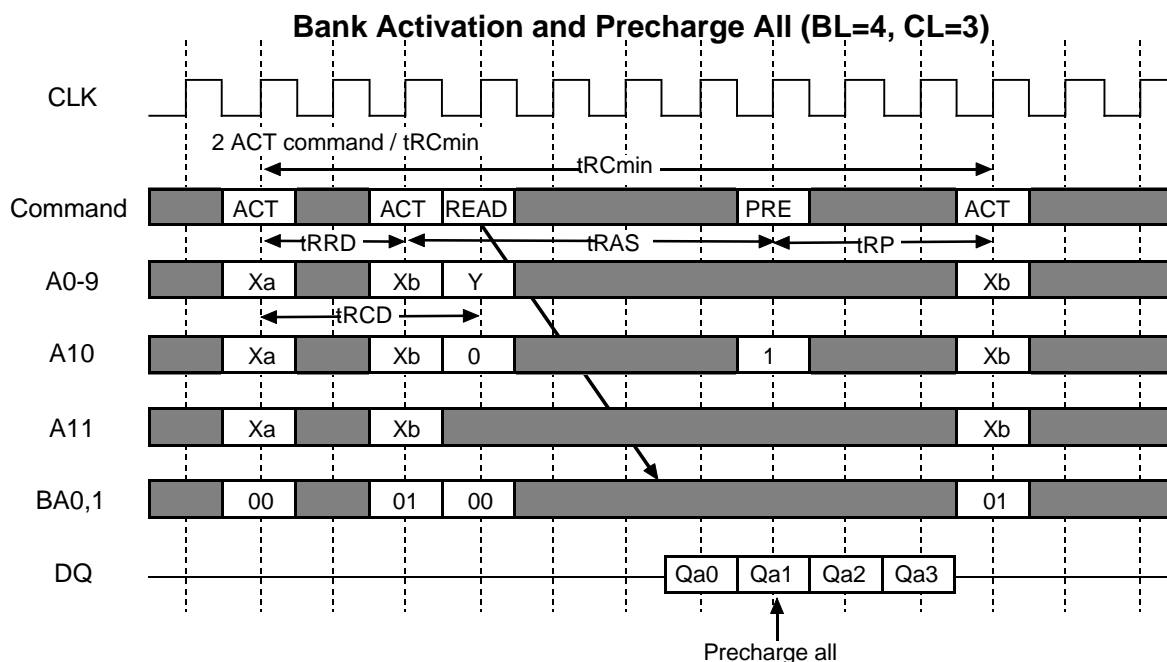 Bank Activation and Precharge All (BL=4, CL=3)
CLK
2 ACT command / tRCmin
tRCmin
Command ACT ACT READ PRE ACT
tRRD tRAS tRP
A0-9 Xa Xb Y Xb
tRCD
A10 Xa Xb 0 1 Xb
A11 Xa Xb Xb
BA0,1 00 01 00 01
DQ Qa0 Qa1 Qa2 Qa3
Precharge all